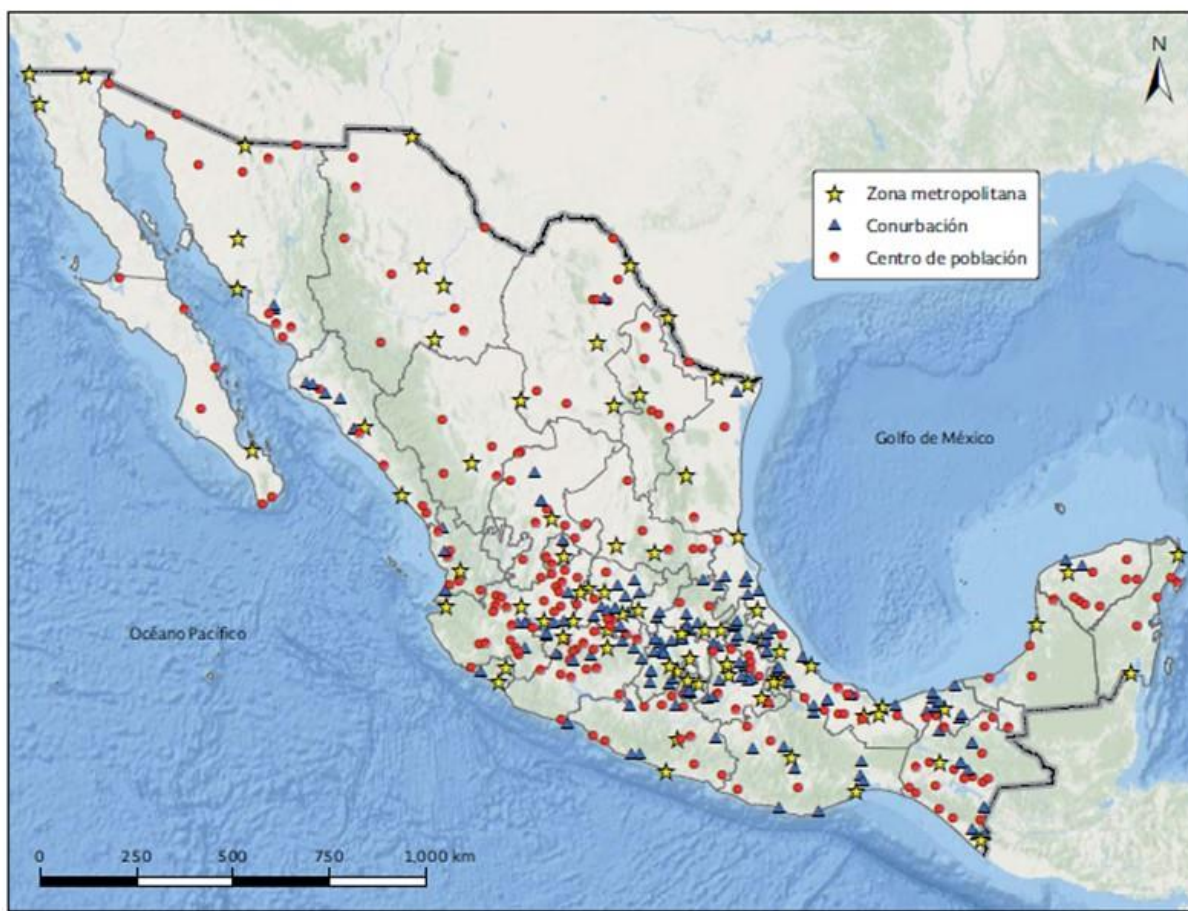 N
Zona metropolitana
Conurbación
Centro de población
Golfo de México
Océano Pacífico
0 250 500 750 1,000 km